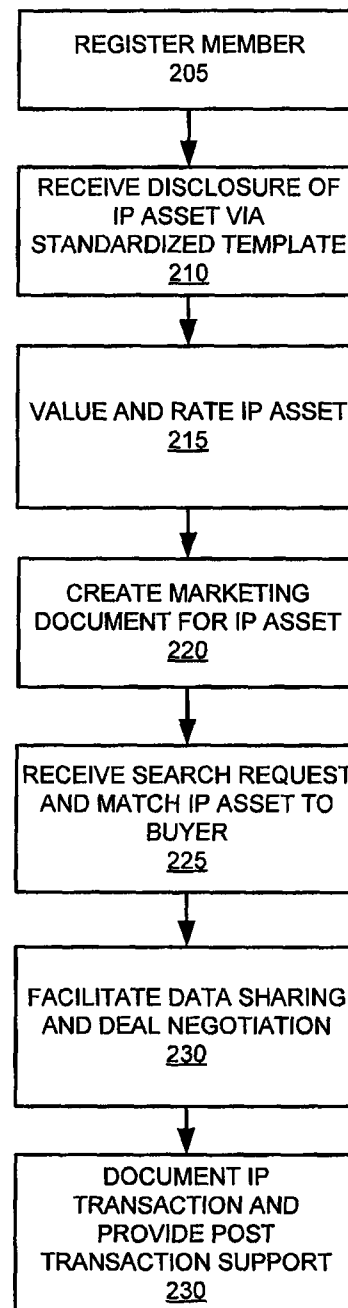 REGISTER MEMBER
205
RECEIVE DISCLOSURE OF
IP ASSET VIA
STANDARDIZED TEMPLATE
210
VALUE AND RATE IP ASSET
215
CREATE MARKETING
DOCUMENT FOR IP ASSET
220
RECEIVE SEARCH REQUEST
AND MATCH IP ASSET TO
BUYER
225
FACILITATE DATA SHARING
AND DEAL NEGOTIATION
230
DOCUMENT IP
TRANSACTION AND
PROVIDE POST
TRANSACTION SUPPORT
230